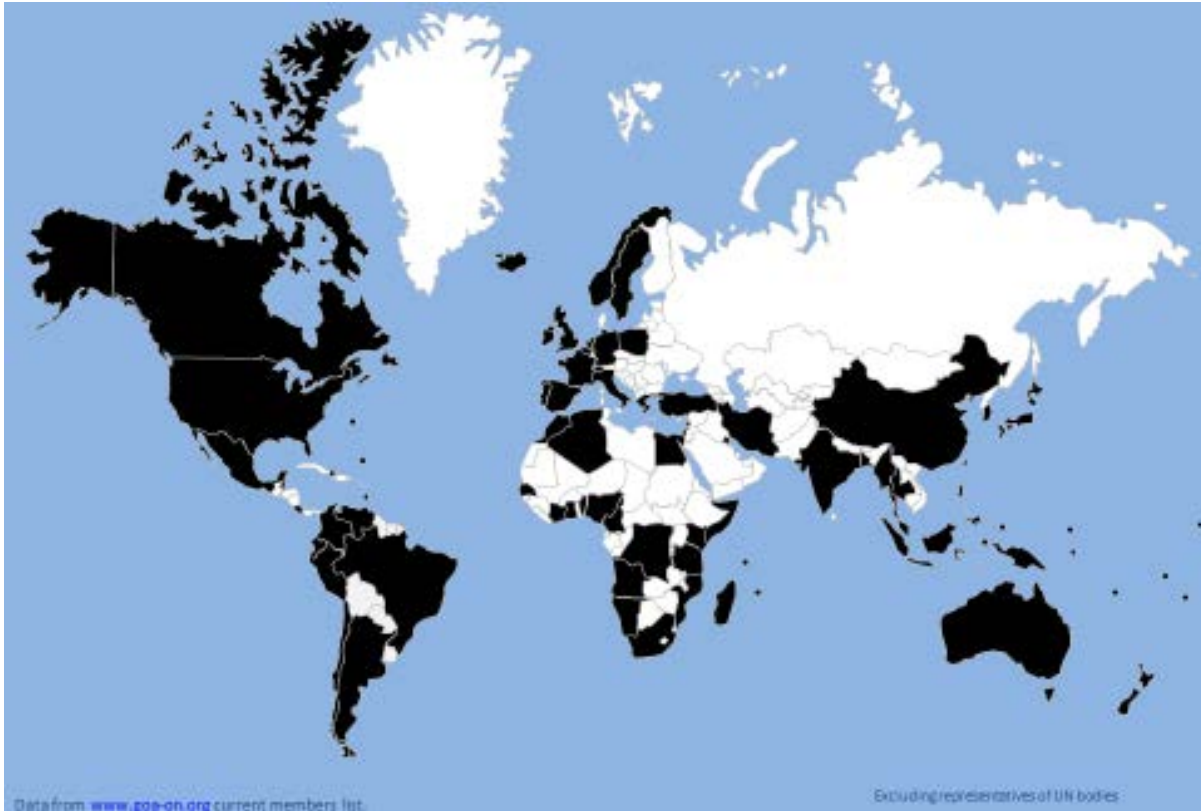 Data from www.goa-on.org current members list.
Excluding representatives of UN bodies